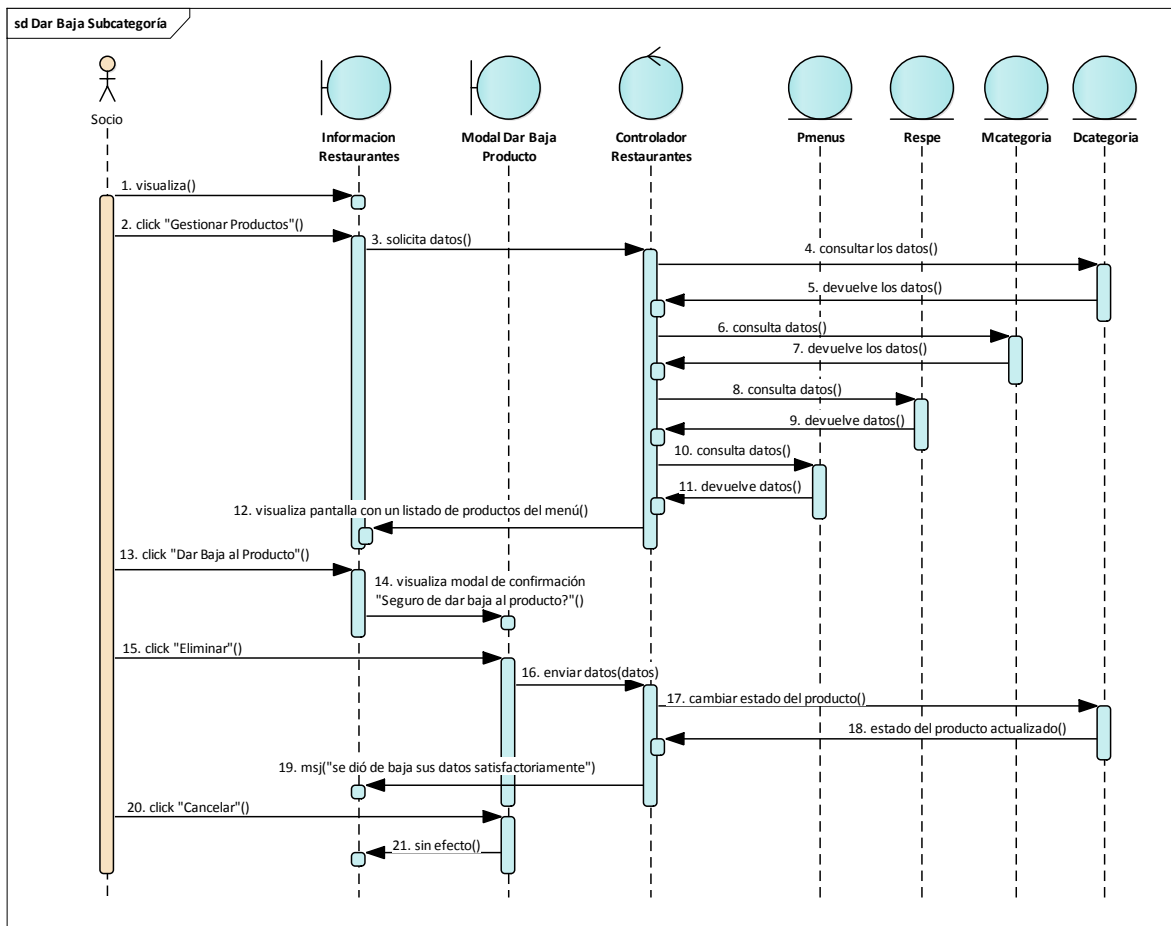 sd Dar Baja Subcategoría
Socio
Informacion
Restaurantes
Modal Dar Baja
Producto
Controlador
Restaurantes
Pmenus
Respe
Mcategoria
Dcategoria
1. visualiza()
2. click "Gestionar Productos"()
3. solicita datos()
4. consultar los datos()
5. devuelve los datos()
6. consulta datos()
7. devuelve los datos()
8. consulta datos()
9. devuelve datos()
10. consulta datos()
11. devuelve datos()
12. visualiza pantalla con un listado de productos del menú()
13. click "Dar Baja al Producto"()
14. visualiza modal de confirmación
"Seguro de dar baja al producto?"()
15. click "Eliminar"()
16. enviar datos(datos)
17. cambiar estado del producto()
18. estado del producto actualizado()
19. msj("se dió de baja sus datos satisfactoriamente")
20. click "Cancelar"()
21. sin efecto()